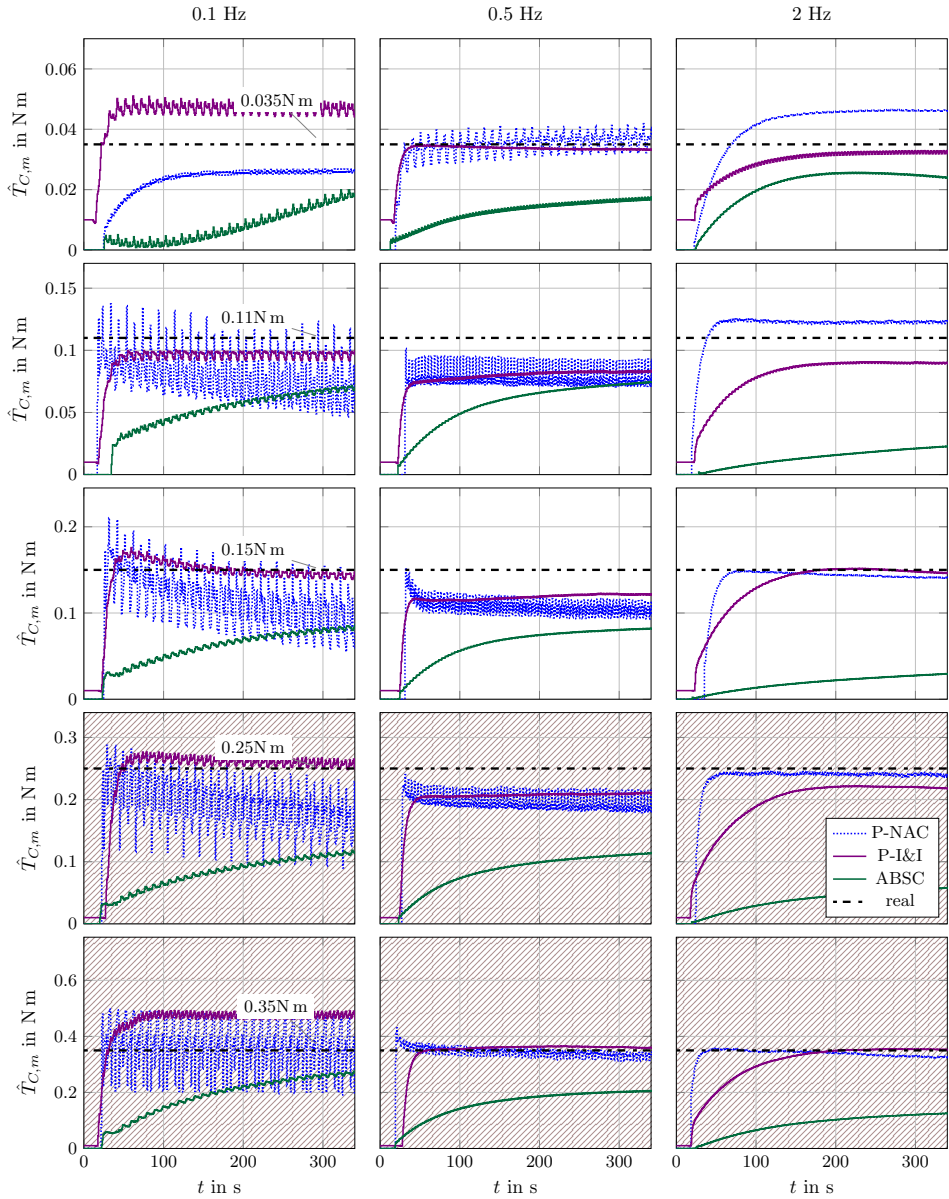 0.1 Hz 0.5 Hz 2 Hz
0.06
0.04
0.02
0
T̂C,m in N m
0.035N m
0.15
0.1
0.05
0
T̂C,m in N m
0.11N m
0.2
0.1
0
T̂C,m in N m
0.15N m
0.3
0.2
0.1
0
T̂C,m in N m
0.25N m
P-NAC
P-I&I
ABSC
real
0.6
0.4
0.2
0
T̂C,m in N m
0.35N m
0 100 200 300 0 100 200 300 0 100 200 300
t in s t in s t in s